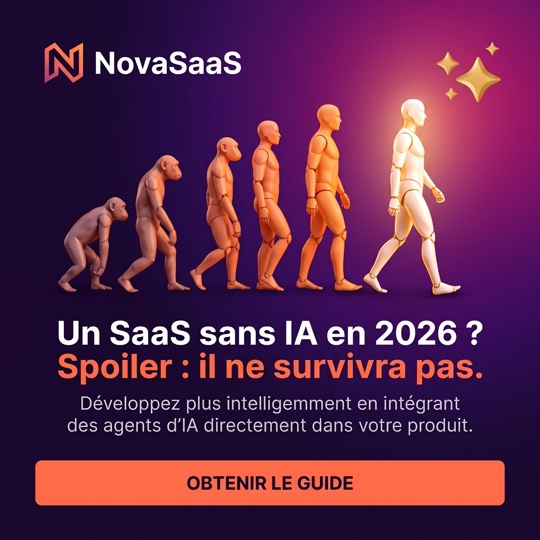 NovaSaaS
Un SaaS sans IA en 2026 ?
Spoiler : il ne survivra pas.
Développez plus intelligemment en intégrant
des agents d’IA directement dans votre produit.
OBTENIR LE GUIDE